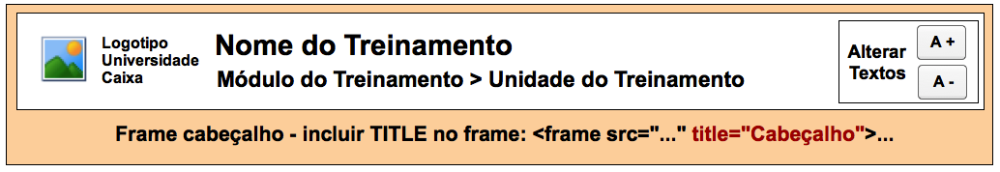 Logotipo
Universidade
Caixa
Nome do Treinamento
Módulo do Treinamento > Unidade do Treinamento
Alterar
Textos
A +
A -
Frame cabeçalho - incluir TITLE no frame: <frame src="..." title="Cabeçalho">...